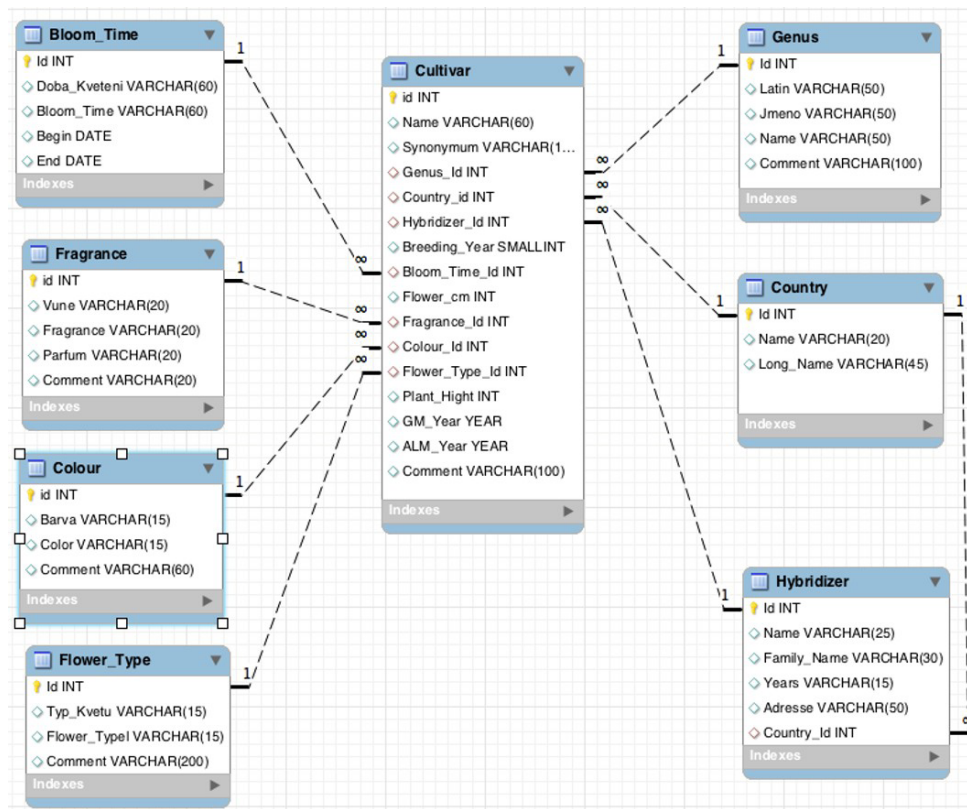 Bloom_Time
Id INT
Doba_Kveteni VARCHAR(60)
Bloom_Time VARCHAR(60)
Begin DATE
End DATE
Indexes
1
∞
Fragrance
id INT
Vune VARCHAR(20)
Fragrance VARCHAR(20)
Parfum VARCHAR(20)
Comment VARCHAR(20)
Indexes
1
∞
Colour
id INT
Barva VARCHAR(15)
Color VARCHAR(15)
Comment VARCHAR(60)
Indexes
1
∞
Flower_Type
Id INT
Typ_Kvetu VARCHAR(15)
Flower_Typel VARCHAR(15)
Comment VARCHAR(200)
Indexes
1
∞
Cultivar
id INT
Name VARCHAR(60)
Synonymum VARCHAR(1...
Genus_Id INT
Country_id INT
Hybridizer_Id INT
Breeding_Year SMALLINT
Bloom_Time_Id INT
Flower_cm INT
Fragrance_Id INT
Colour_Id INT
Flower_Type_Id INT
Plant_Hight INT
GM_Year YEAR
ALM_Year YEAR
Comment VARCHAR(100)
Indexes
∞
∞
∞
1
Genus
Id INT
Latin VARCHAR(50)
Jmeno VARCHAR(50)
Name VARCHAR(50)
Comment VARCHAR(100)
Indexes
1
Country
Id INT
Name VARCHAR(20)
Long_Name VARCHAR(45)
Indexes
1
1
Hybridizer
Id INT
Name VARCHAR(25)
Family_Name VARCHAR(30)
Years VARCHAR(15)
Adresse VARCHAR(50)
Country_Id INT
Indexes
∞